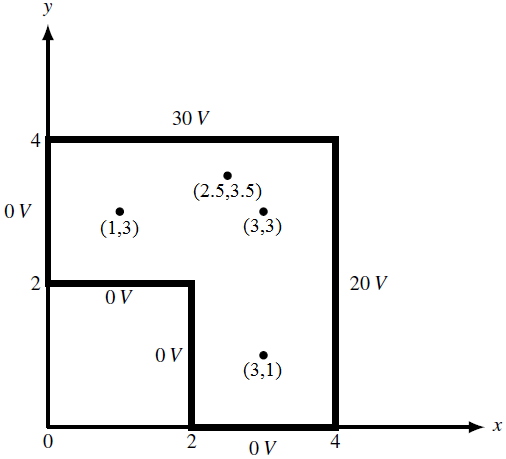 y
30 V
4
(2.5,3.5)
0 V
(1,3)
(3,3)
2
0 V
20 V
0 V
(3,1)
0
2
0 V
4
x